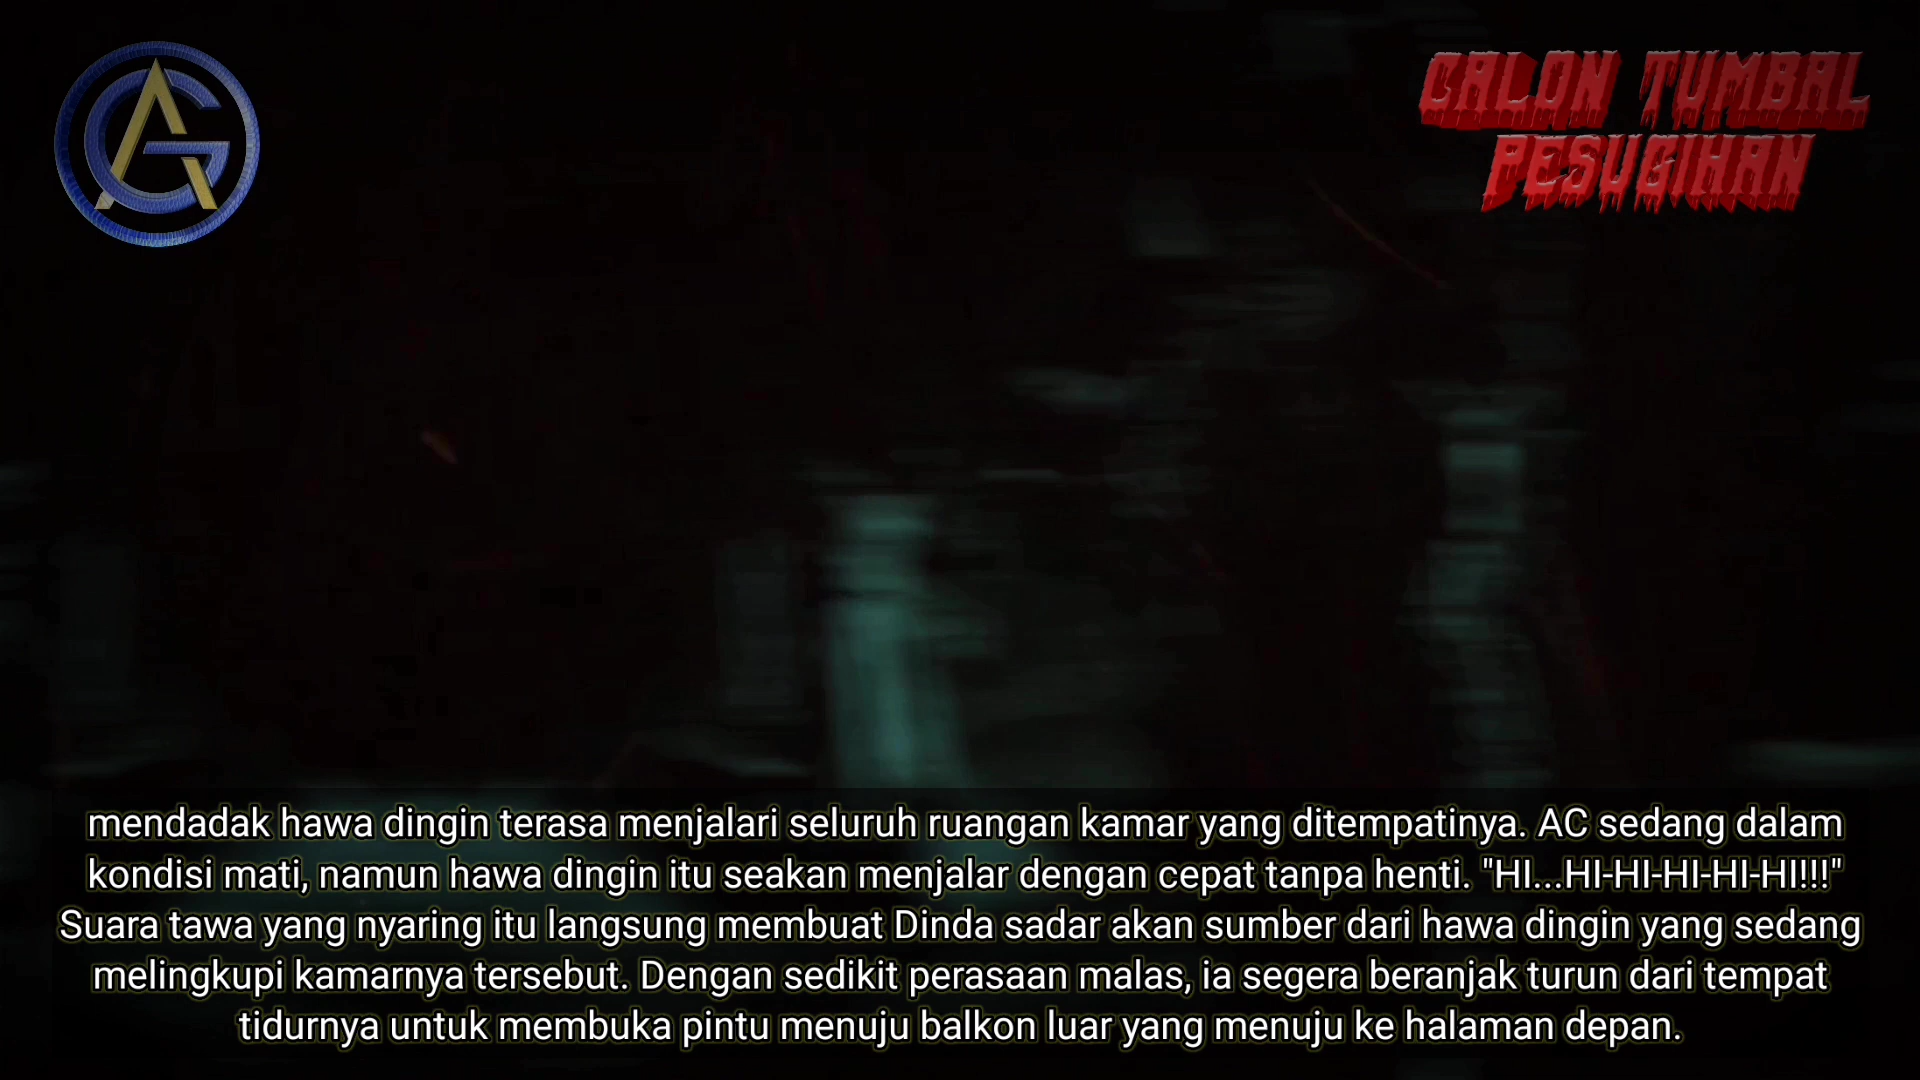 CALON TUMBAL
PESUGIHAN
mendadak hawa dingin terasa menjalari seluruh ruangan kamar yang ditempatinya. AC sedang dalam
kondisi mati, namun hawa dingin itu seakan menjalar dengan cepat tanpa henti. "HI...HI-HI-HI-HI-HI!!!"
Suara tawa yang nyaring itu langsung membuat Dinda sadar akan sumber dari hawa dingin yang sedang
melingkupi kamarnya tersebut. Dengan sedikit perasaan malas, ia segera beranjak turun dari tempat
tidurnya untuk membuka pintu menuju balkon luar yang menuju ke halaman depan.